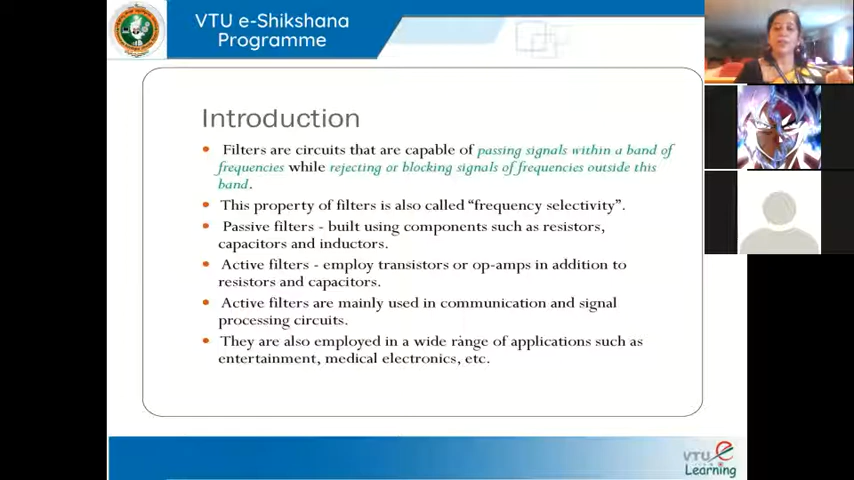 VTU e-Shikshana
Programme
Introduction
Filters are circuits that are capable of passing signals within a band of
frequencies while rejecting or blocking signals of frequencies outside this
band.
This property of filters is also called “frequency selectivity”.
Passive filters - built using components such as resistors,
capacitors and inductors.
Active filters - employ transistors or op-amps in addition to
resistors and capacitors.
Active filters are mainly used in communication and signal
processing circuits.
They are also employed in a wide range of applications such as
entertainment, medical electronics, etc.
VTU e
Learning